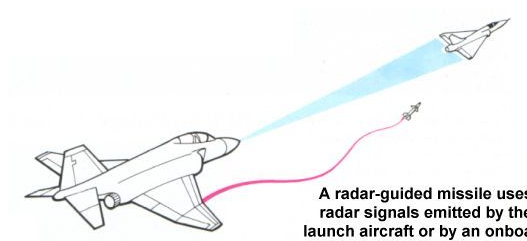 A radar-guided missile uses
radar signals emitted by the
launch aircraft or by an onboa